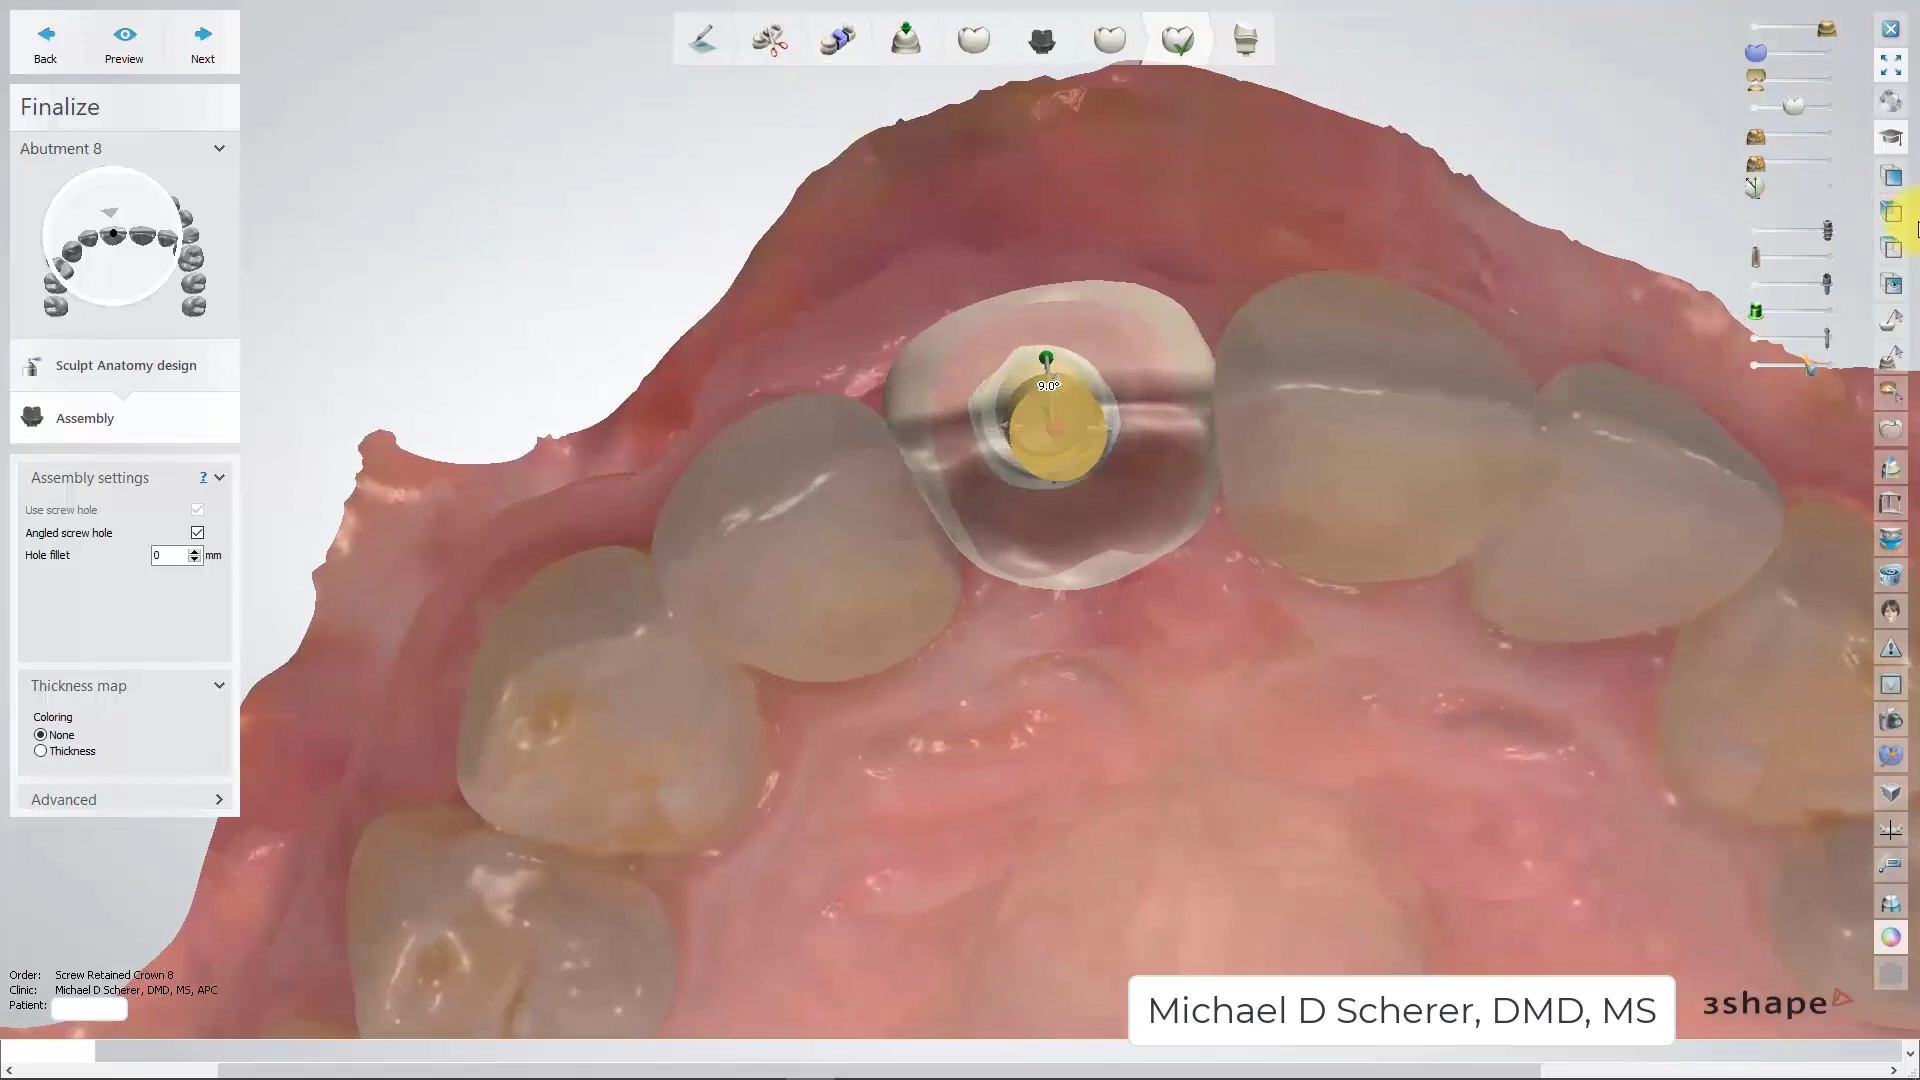 Back
Preview
Next
Finalize
Abutment 8
Sculpt Anatomy design
Assembly
Assembly settings ?
Use screw hole
Angled screw hole
Hole fillet 0 mm
Thickness map
Coloring
None
Thickness
Advanced
9.0°
Order: Screw Retained Crown 8
Clinic: Michael D Scherer, DMD, MS, APC
Patient:
Michael D Scherer, DMD, MS
3shape